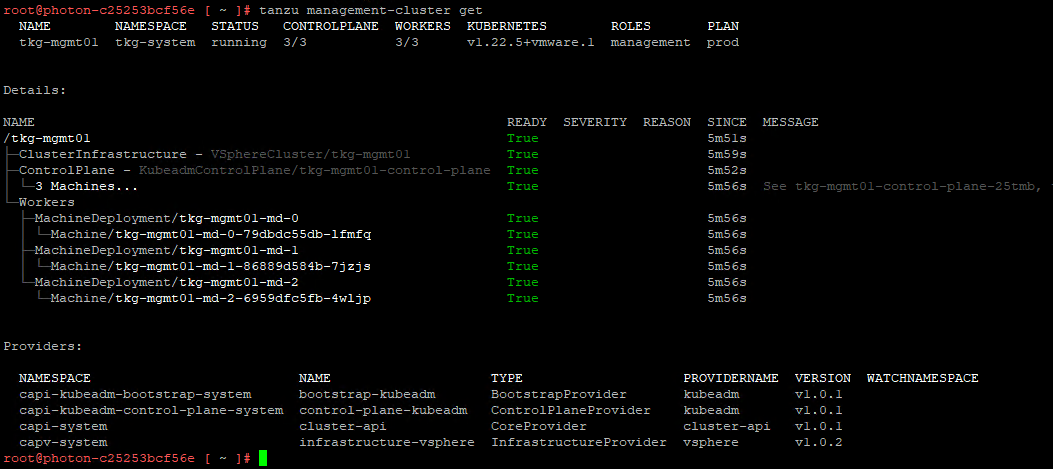 root@photon-c25253bcf56e [ ~ ]# tanzu management-cluster get
NAME NAMESPACE STATUS CONTROLPLANE WORKERS KUBERNETES ROLES PLAN
tkg-mgmt01 tkg-system running 3/3 3/3 v1.22.5+vmware.1 management prod
Details:
NAME READY SEVERITY REASON SINCE MESSAGE
/tkg-mgmt01 True 5m51s
├─ClusterInfrastructure - VSphereCluster/tkg-mgmt01 True 5m59s
├─ControlPlane - KubeadmControlPlane/tkg-mgmt01-control-plane True 5m52s
│ └─3 Machines... True 5m56s See tkg-mgmt01-control-plane-25tmb,
└─Workers
├─MachineDeployment/tkg-mgmt01-md-0 True 5m56s
│ └─Machine/tkg-mgmt01-md-0-79dbdc55db-lfmfq True 5m56s
├─MachineDeployment/tkg-mgmt01-md-1 True 5m56s
│ └─Machine/tkg-mgmt01-md-1-86889d584b-7jzjs True 5m56s
└─MachineDeployment/tkg-mgmt01-md-2 True 5m56s
└─Machine/tkg-mgmt01-md-2-6959dfc5fb-4wljp True 5m56s
Providers:
NAMESPACE NAME TYPE PROVIDERNAME VERSION WATCHNAMESPACE
capi-kubeadm-bootstrap-system bootstrap-kubeadm BootstrapProvider kubeadm v1.0.1
capi-kubeadm-control-plane-system control-plane-kubeadm ControlPlaneProvider kubeadm v1.0.1
capi-system cluster-api CoreProvider cluster-api v1.0.1
capv-system infrastructure-vsphere InfrastructureProvider vsphere v1.0.2
root@photon-c25253bcf56e [ ~ ]#